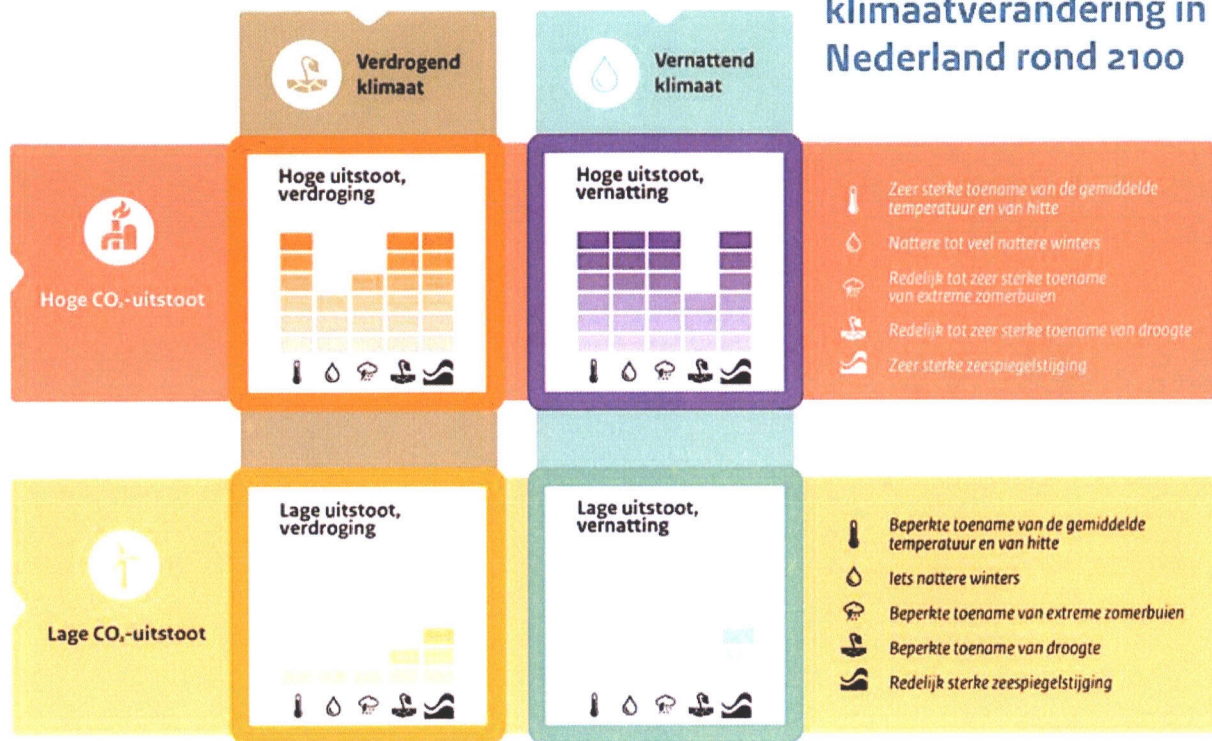 klimaatverandering in
Nederland rond 2100
Verdrogend
klimaat
Vernattend
klimaat
Hoge CO₂-uitstoot
Hoge uitstoot,
verdroging
Hoge uitstoot,
vernatting
Zeer sterke toename van de gemiddelde
temperatuur en van hitte
Nattere tot veel nattere winters
Redelijk tot zeer sterke toename
van extreme zomerbuien
Redelijk tot zeer sterke toename van droogte
Zeer sterke zeespiegelstijging
Lage CO₂-uitstoot
Lage uitstoot,
verdroging
Lage uitstoot,
vernatting
Beperkte toename van de gemiddelde
temperatuur en van hitte
Iets nattere winters
Beperkte toename van extreme zomerbuien
Beperkte toename van droogte
Redelijk sterke zeespiegelstijging